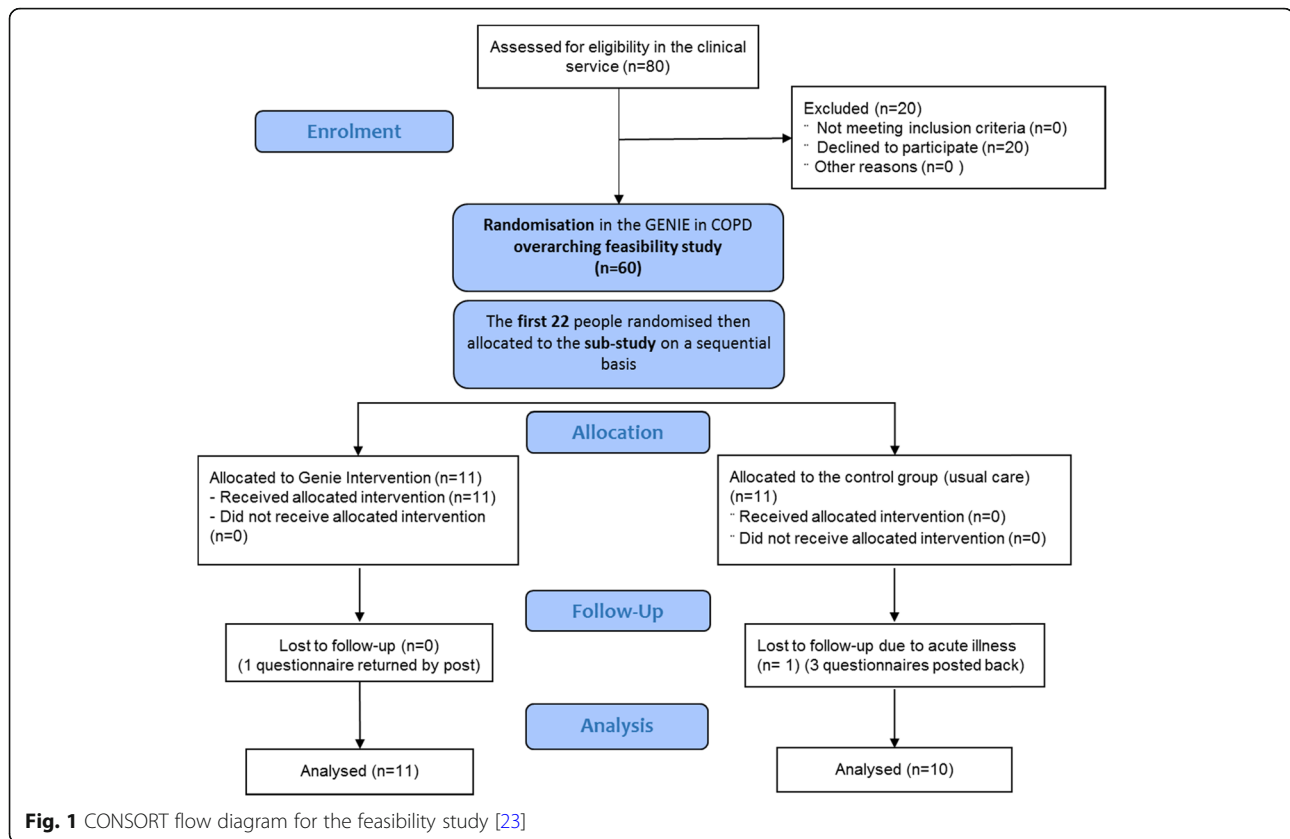 Assessed for eligibility in the clinical
service (n=80)
Enrolment
Excluded (n=20)
¨ Not meeting inclusion criteria (n=0)
¨ Declined to participate (n=20)
¨ Other reasons (n=0 )
Randomisation in the GENIE in COPD
overarching feasibility study
(n=60)
The first 22 people randomised then
allocated to the sub-study on a sequential
basis
Allocation
Allocated to Genie Intervention (n=11)
- Received allocated intervention (n=11)
- Did not receive allocated intervention
(n=0)
Allocated to the control group (usual care)
(n=11)
¨ Received allocated intervention (n=0)
¨ Did not receive allocated intervention (n=0)
Follow-Up
Lost to follow-up (n=0)
(1 questionnaire returned by post)
Lost to follow-up due to acute illness
(n= 1) (3 questionnaires posted back)
Analysis
Analysed (n=11)
Analysed (n=10)
Fig. 1 CONSORT flow diagram for the feasibility study [23]